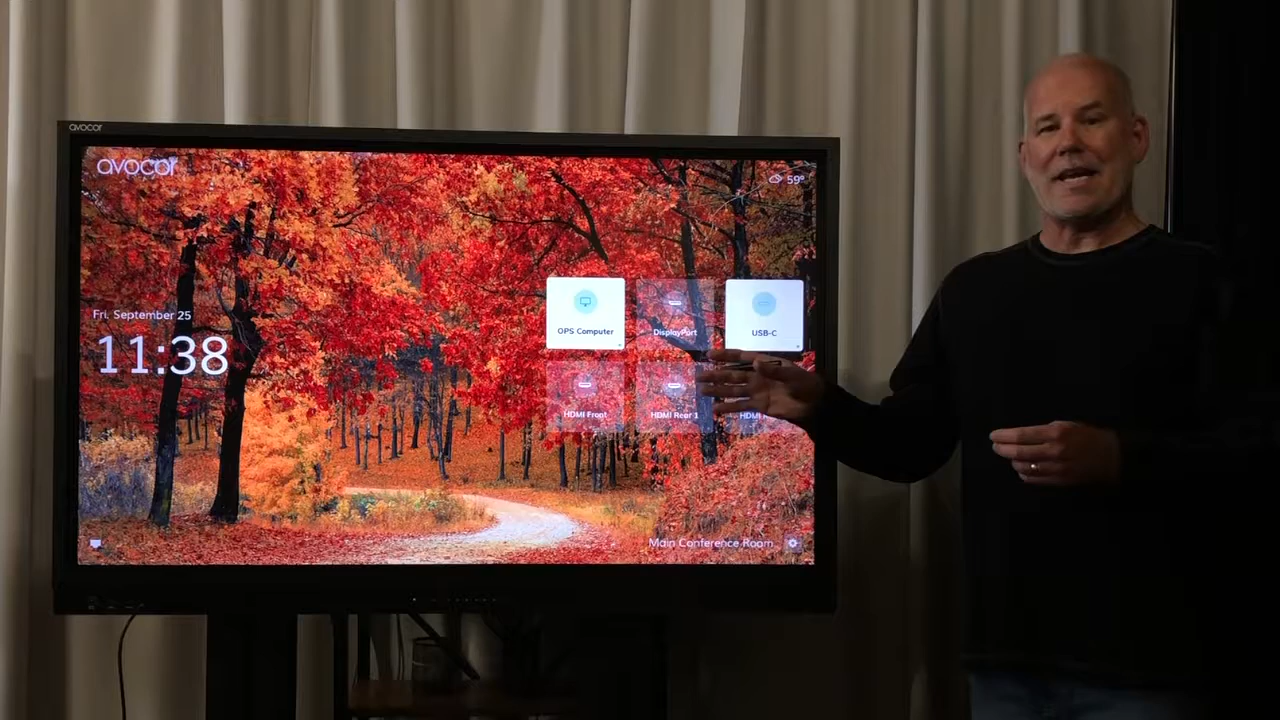 avocor
avocor
59°
Fri. September 25
11:38
OPS Computer
DisplayPort
USB-C
HDMI Front
HDMI Rear 1
HDMI
Main Conference Room